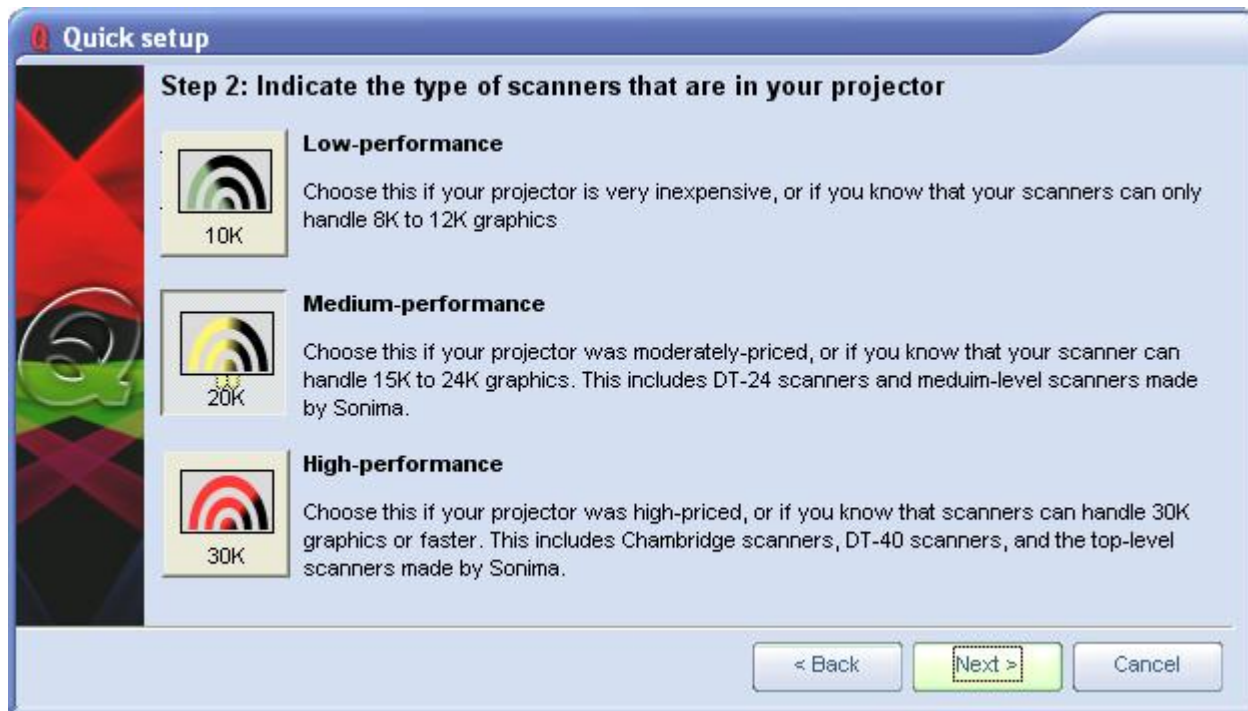 Quick setup
Step 2: Indicate the type of scanners that are in your projector
Low-performance
Choose this if your projector is very inexpensive, or if you know that your scanners can only
handle 8K to 12K graphics
10K
Medium-performance
Choose this if your projector was moderately-priced, or if you know that your scanner can
handle 15K to 24K graphics. This includes DT-24 scanners and meduim-level scanners made
by Sonima.
20K
High-performance
Choose this if your projector was high-priced, or if you know that scanners can handle 30K
graphics or faster. This includes Chambridge scanners, DT-40 scanners, and the top-level
scanners made by Sonima.
30K
< Back
Next >
Cancel